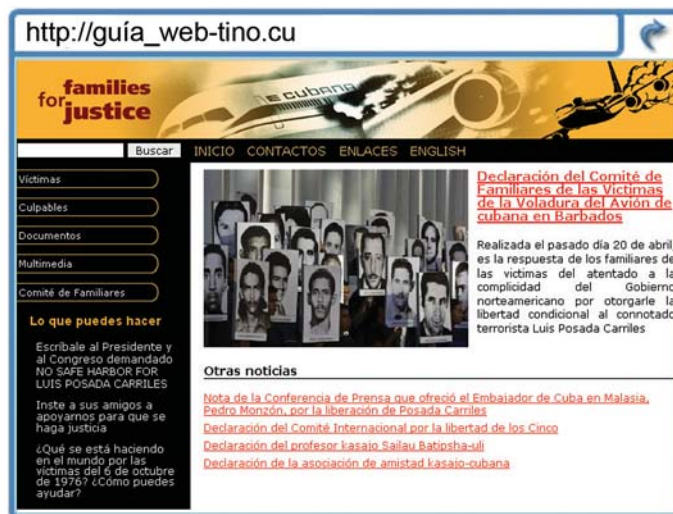 http://guía_web-tino.cu
families
for justice
E CUBANA
Buscar
INICIO CONTACTOS ENLACES ENGLISH
Víctimas
Culpables
Documentos
Multimedia
Comité de Familiares
Lo que puedes hacer
Escribale al Presidente y
al Congreso demandado
NO SAFE HARBOR FOR
LUIS POSADA CARRILES
Inste a sus amigos a
apoyarnos para que se
haga justicia
¿Qué se está haciendo
en el mundo por las
víctimas del 6 de octubre
de 1976? ¿Cómo puedes
ayudar?
Declaración del Comité de
Familiares de las Victimas
de la Voladura del Avión de
cubana en Barbados
Realizada el pasado día 20 de abril,
es la respuesta de los familiares de
las victimas del atentado a la
complicidad del Gobierno
norteamericano por otorgarle la
libertad condicional al connotado
terrorista Luis Posada Carriles
Otras noticias
Nota de la Conferencia de Prensa que ofreció el Embajador de Cuba en Malasia,
Pedro Monzón, por la liberación de Posada Carriles
Declaración del Comité Internacional por la libertad de los Cinco
Declaración del profesor kasajo Sailau Batipsha-uli
Declaración de la asociación de amistad kasajo-cubana